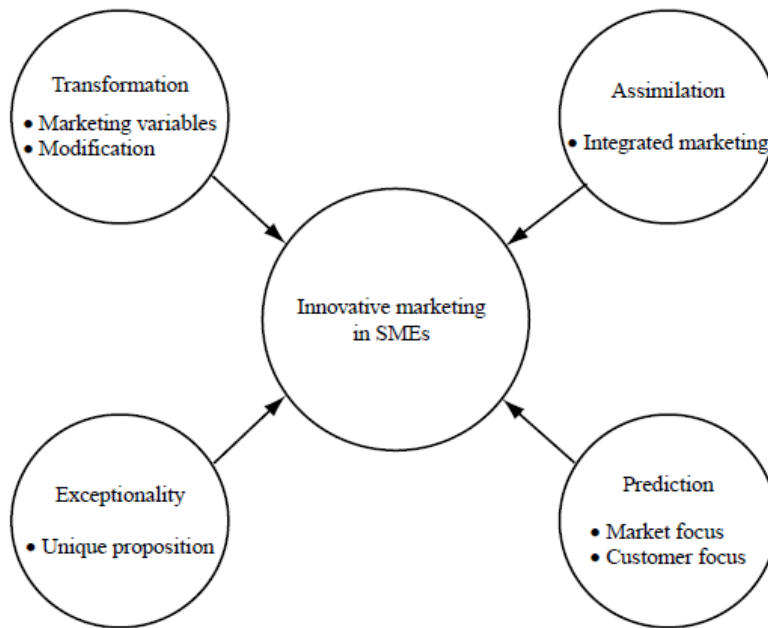 Transformation
• Marketing variables
• Modification
Assimilation
• Integrated marketing
Innovative marketing
in SMEs
Exceptionality
• Unique proposition
Prediction
• Market focus
• Customer focus